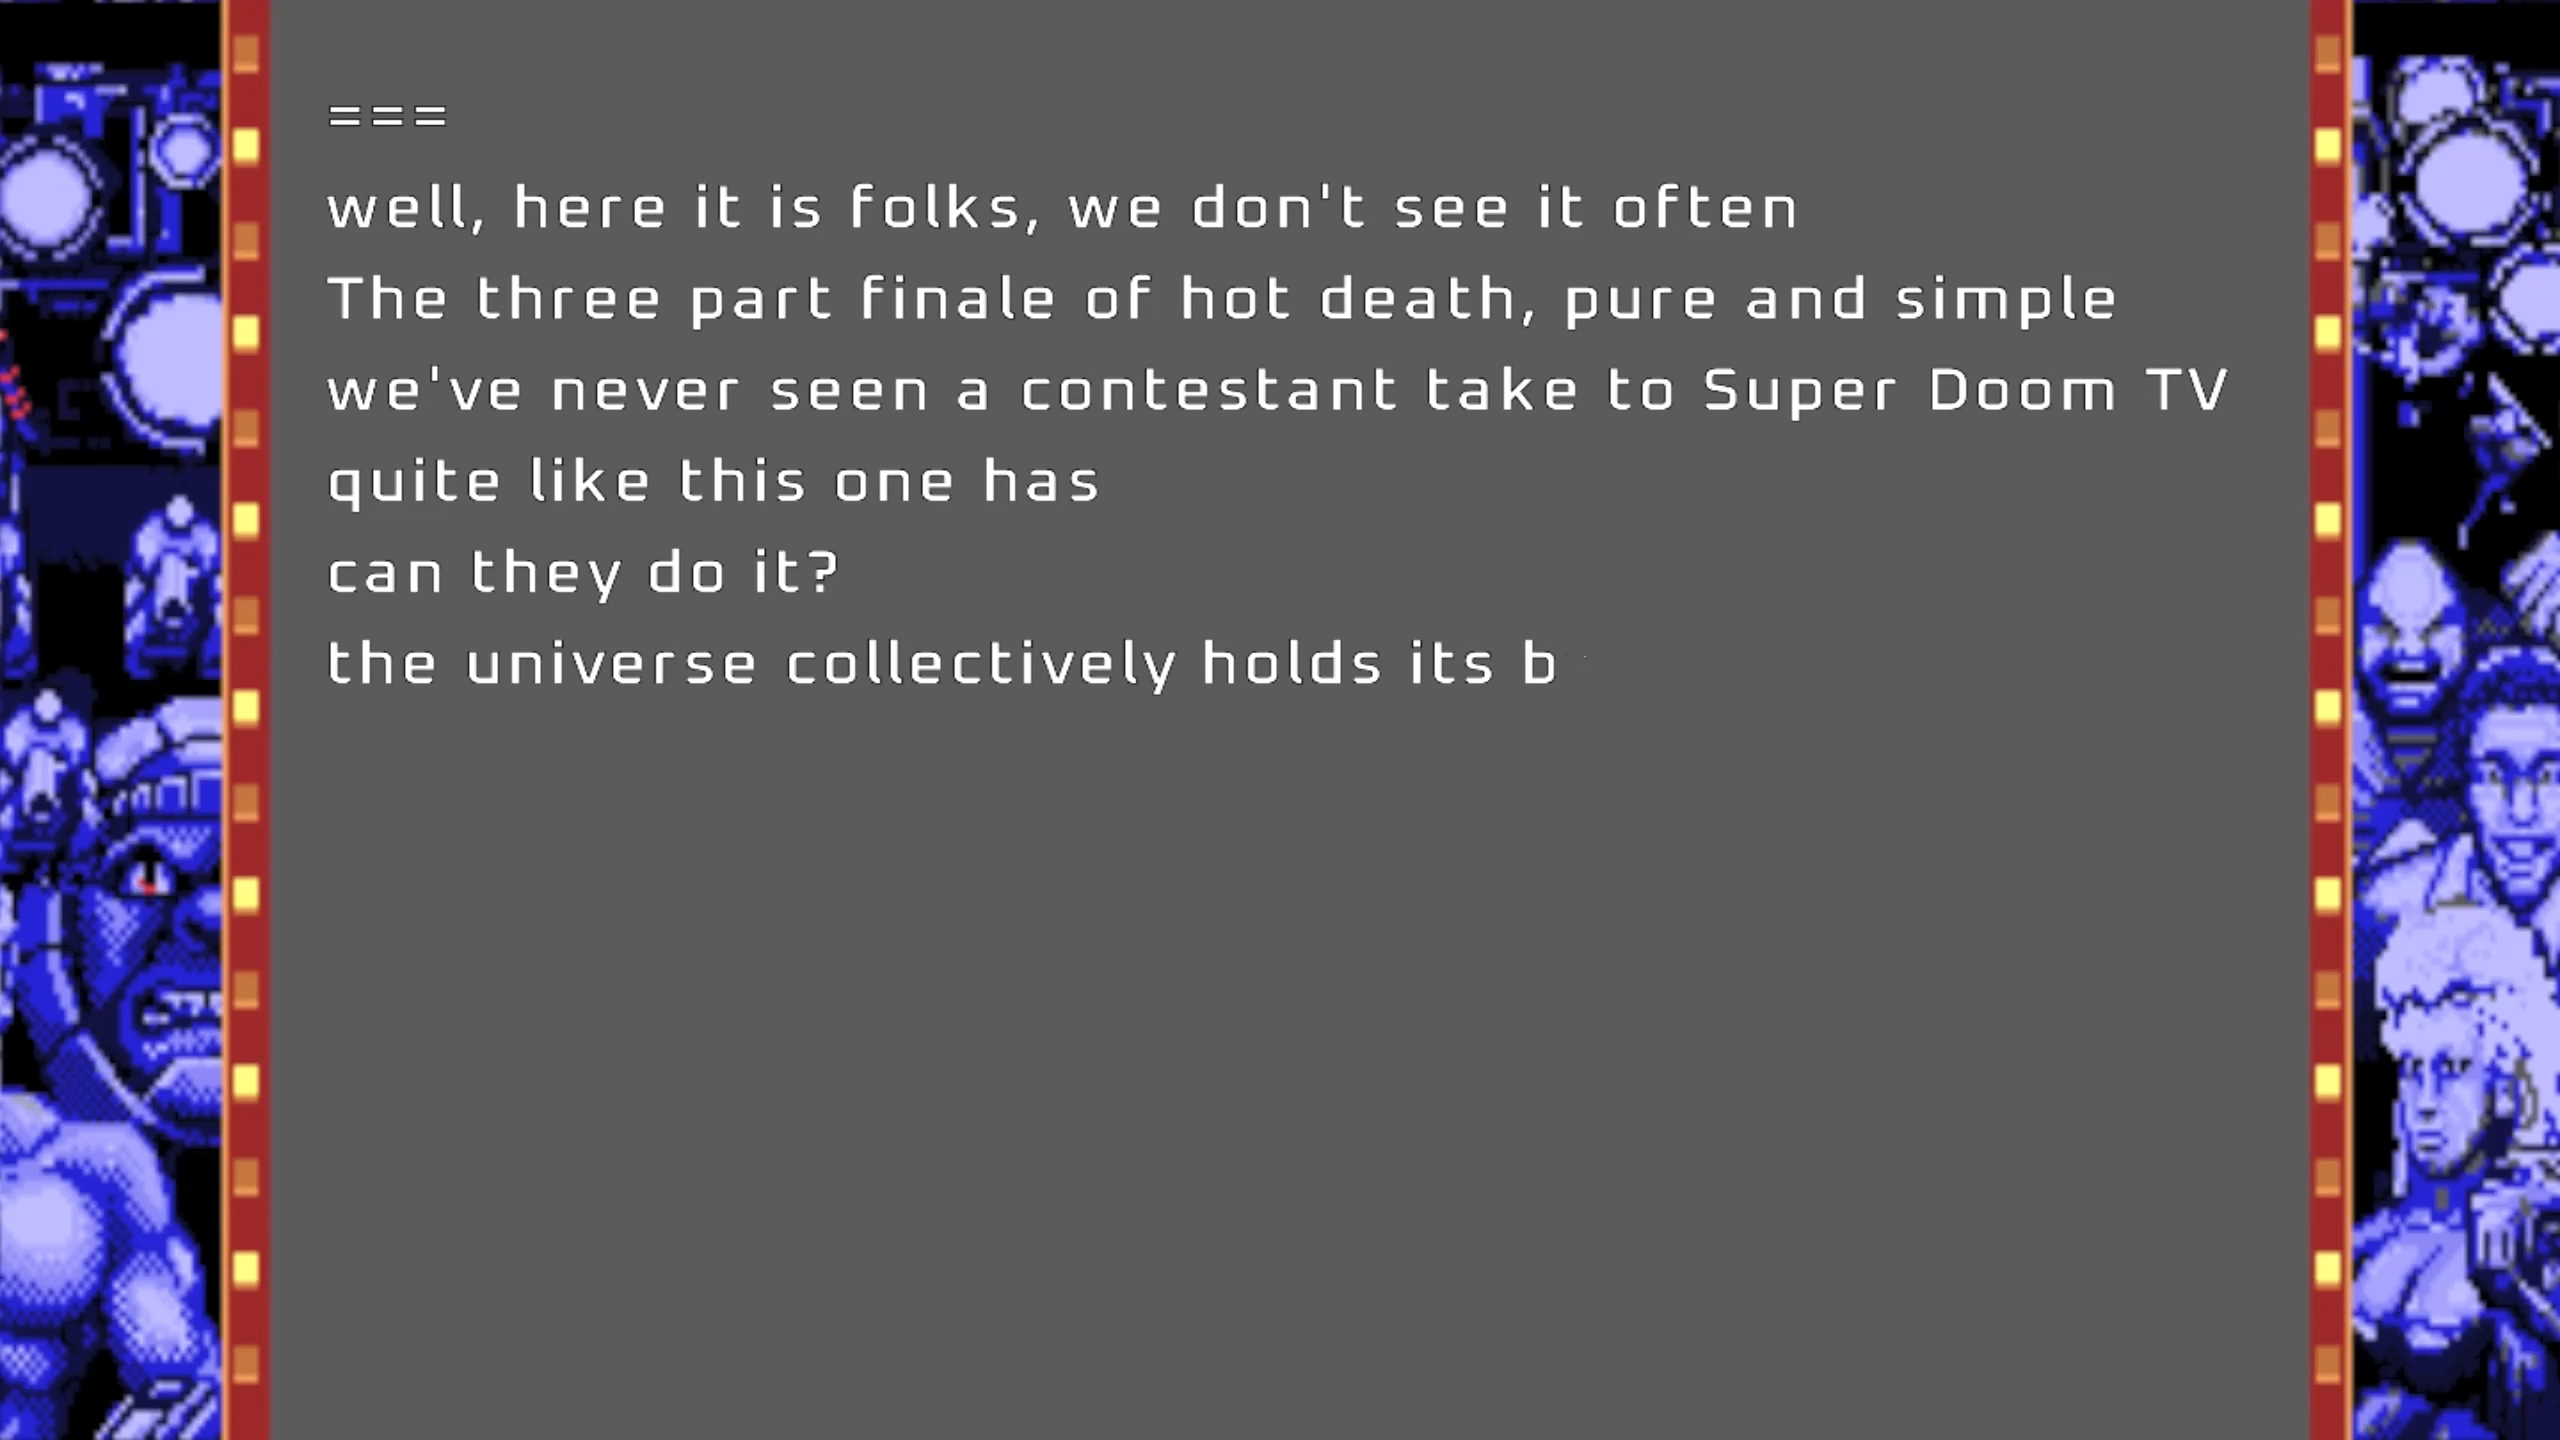 ===
well, here it is folks, we don't see it often
The three part finale of hot death, pure and simple
we've never seen a contestant take to Super Doom TV
quite like this one has
can they do it?
the universe collectively holds its b